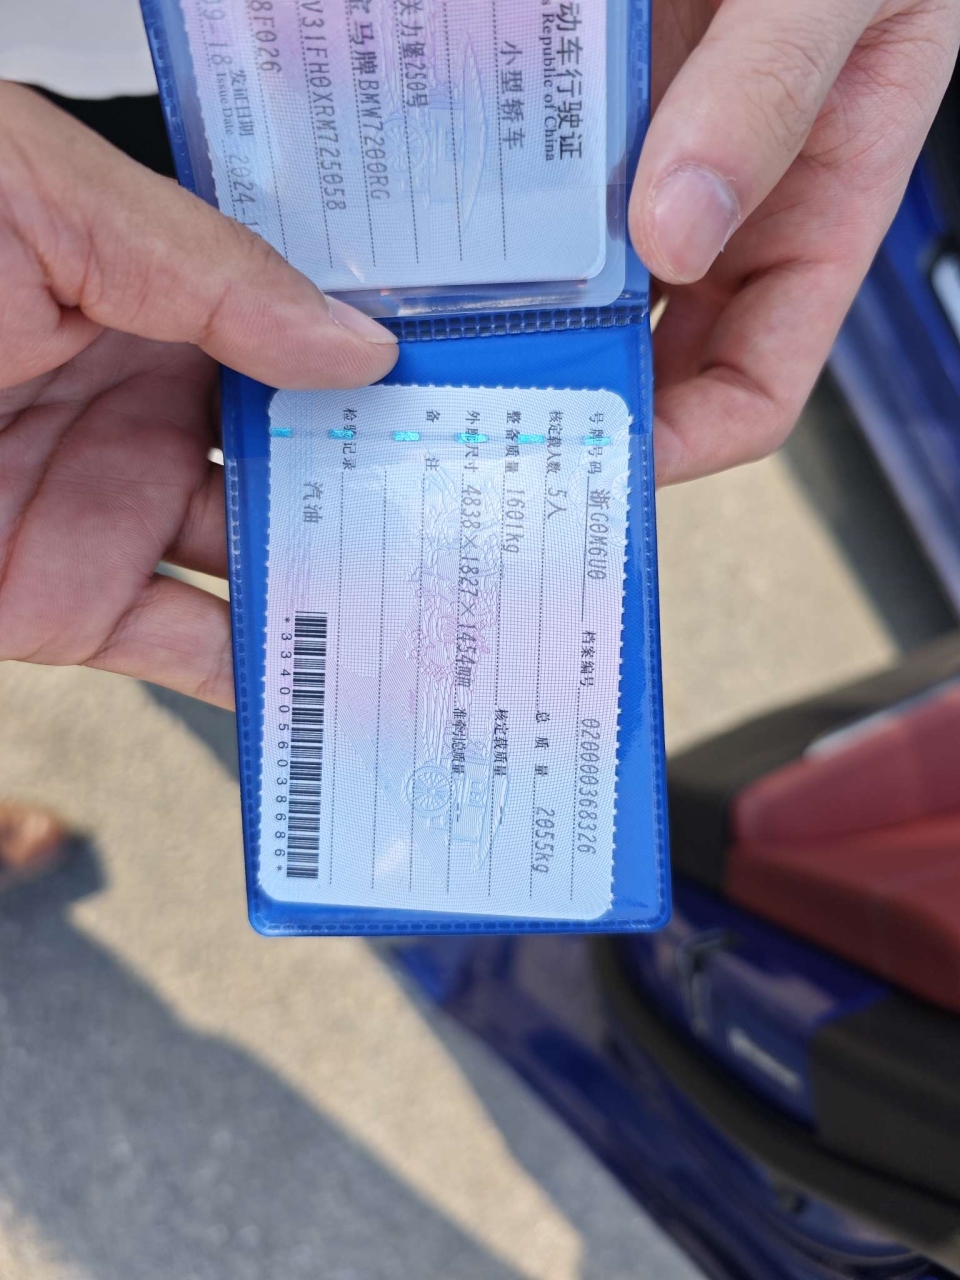 动车行驶证
s Republic of China
小型轿车
关力堡250号
宝马牌BMW7200RG
V31FH0XRM725058
8F026
09-18 发证日期 2024-1
Issue Date
号牌号码 浙G0M6U0 档案编号 020000368326
核定载人数 5人 总质量 2055kg
整备质量 1601kg 核定载质量
外廓尺寸 4838×1827×1454mm 准牵引总质量 --
备注
检验记录
汽油
*3340056038686*